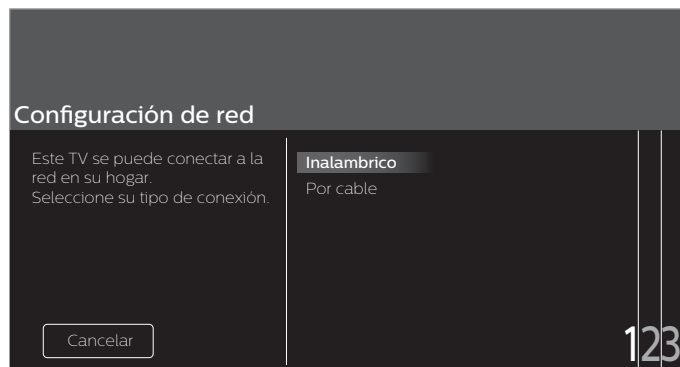 Configuración de red
Este TV se puede conectar a la
red en su hogar.
Seleccione su tipo de conexión.
Inalambrico
Por cable
Cancelar
123